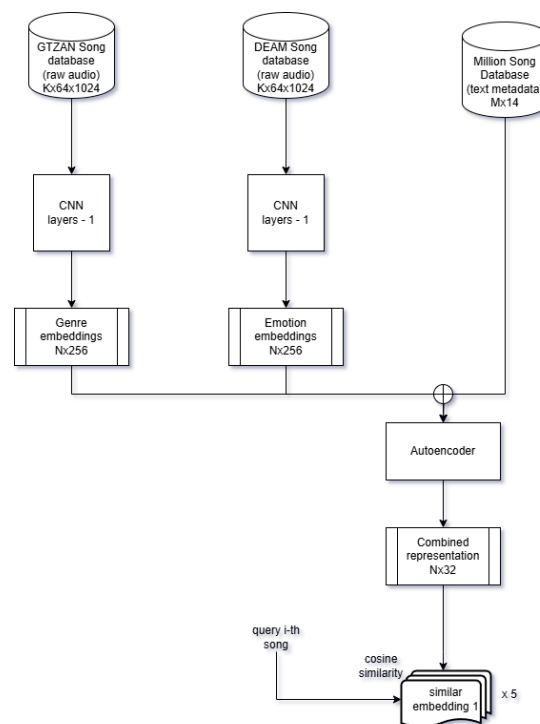 GTZAN Song
database
(raw audio)
Kx64x1024
DEAM Song
database
(raw audio)
Kx64x1024
Million Song
Database
(text metadata)
Mx14
CNN
layers - 1
CNN
layers - 1
Genre
embeddings
Nx256
Emotion
embeddings
Nx256
Autoencoder
Combined
representation
Nx32
query i-th
song
cosine
similarity
similar
embedding 1
x 5